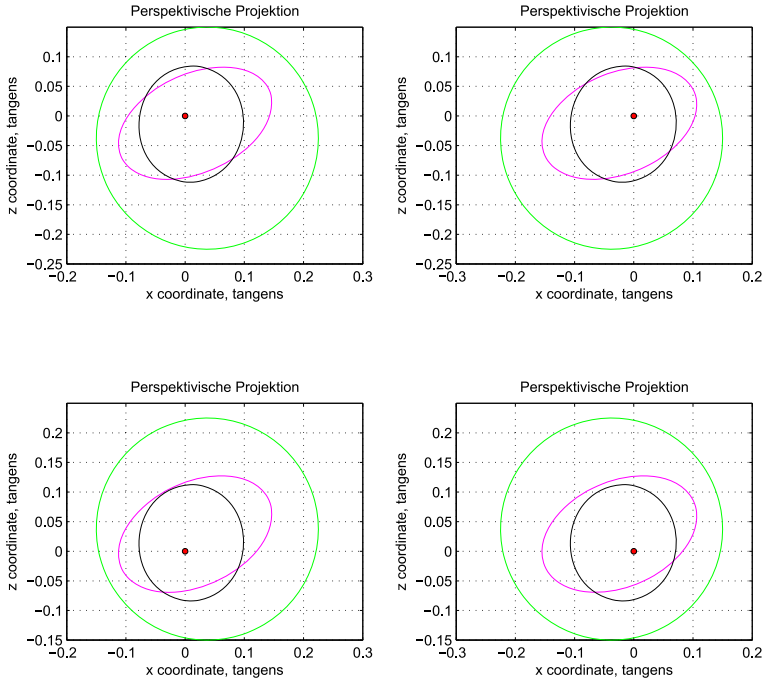 Perspektivische Projektion
0.1
0.05
0
−0.05
−0.1
−0.15
−0.2
−0.25
z coordinate, tangens
−0.2 −0.1 0 0.1 0.2 0.3
x coordinate, tangens
Perspektivische Projektion
0.1
0.05
0
−0.05
−0.1
−0.15
−0.2
−0.25
z coordinate, tangens
−0.3 −0.2 −0.1 0 0.1 0.2
x coordinate, tangens
Perspektivische Projektion
0.2
0.15
0.1
0.05
0
−0.05
−0.1
−0.15
z coordinate, tangens
−0.2 −0.1 0 0.1 0.2 0.3
x coordinate, tangens
Perspektivische Projektion
0.2
0.15
0.1
0.05
0
−0.05
−0.1
−0.15
z coordinate, tangens
−0.3 −0.2 −0.1 0 0.1 0.2
x coordinate, tangens